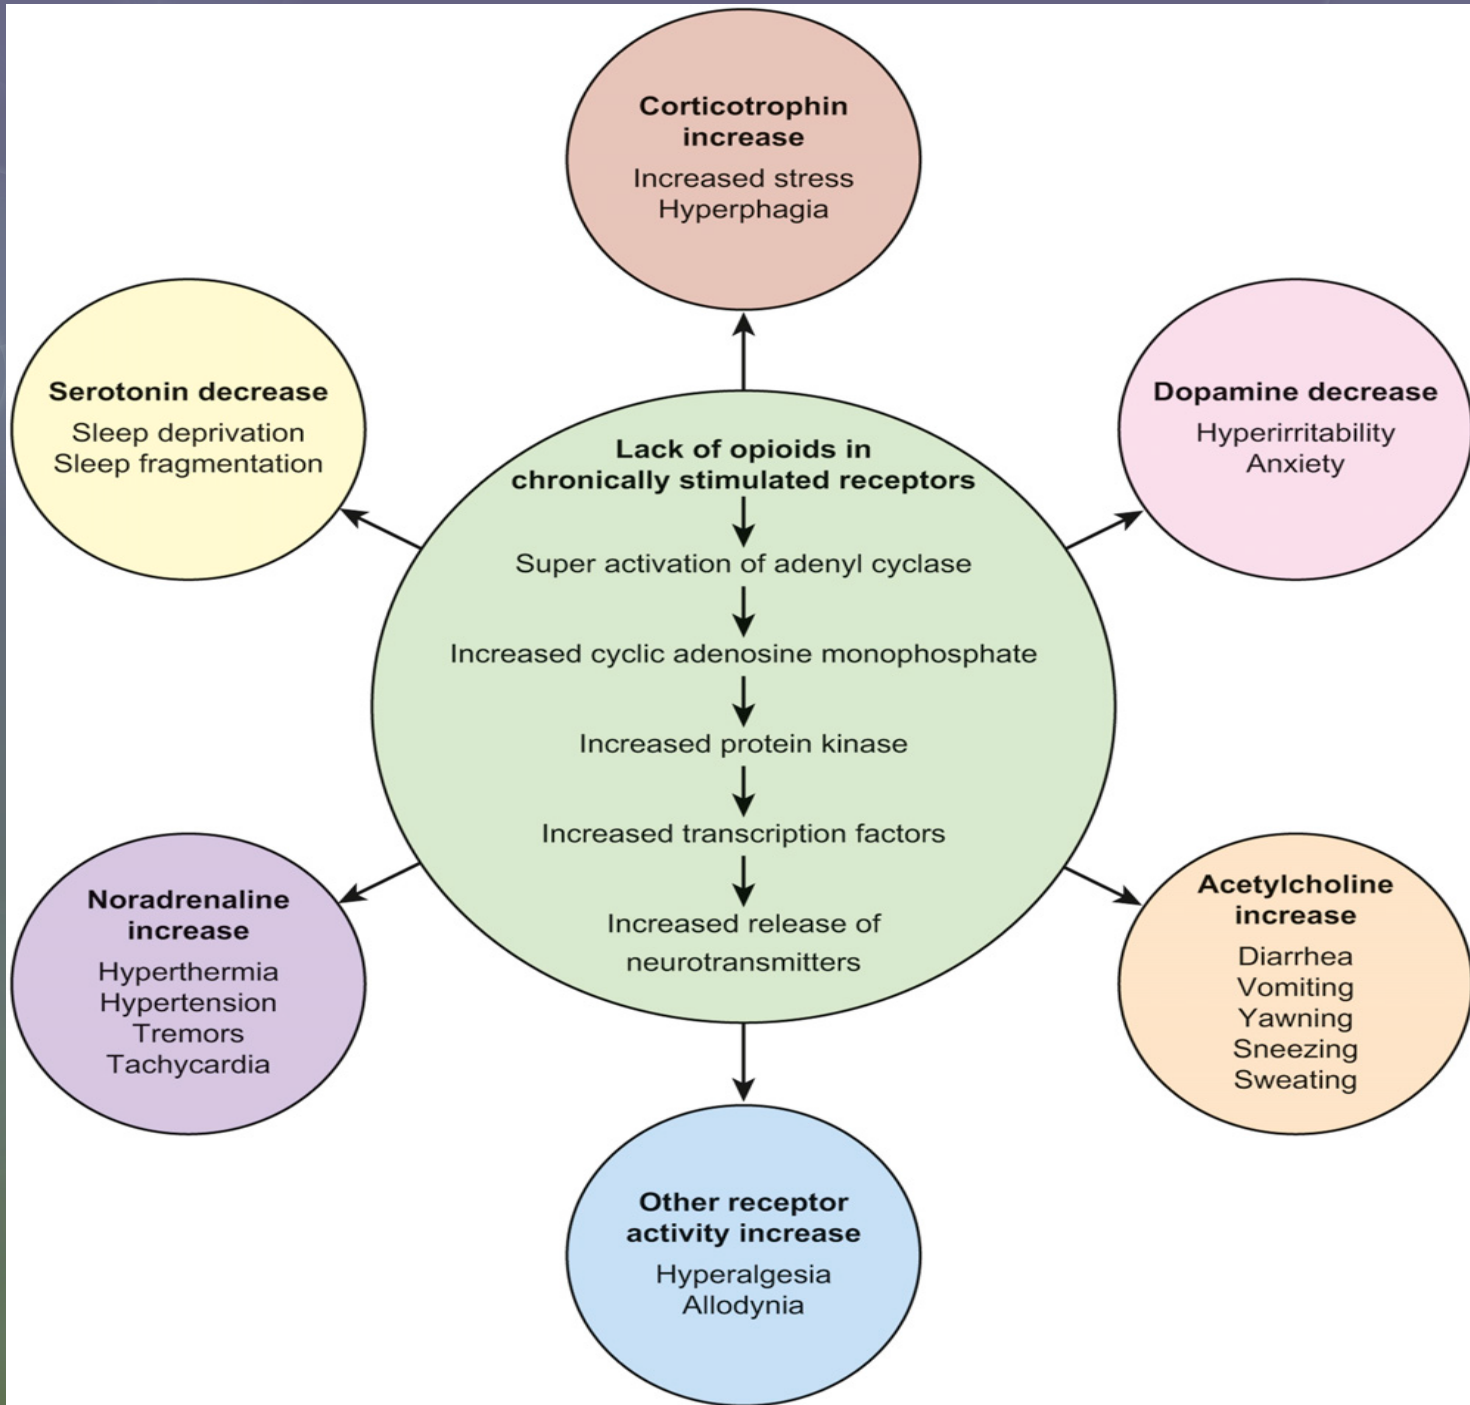 Corticotrophin
increase
Increased stress
Hyperphagia
Serotonin decrease
Sleep deprivation
Sleep fragmentation
Dopamine decrease
Hyperirritability
Anxiety
Lack of opioids in
chronically stimulated receptors
Super activation of adenyl cyclase
Increased cyclic adenosine monophosphate
Increased protein kinase
Increased transcription factors
Increased release of
neurotransmitters
Noradrenaline
increase
Hyperthermia
Hypertension
Tremors
Tachycardia
Acetylcholine
increase
Diarrhea
Vomiting
Yawning
Sneezing
Sweating
Other receptor
activity increase
Hyperalgesia
Allodynia